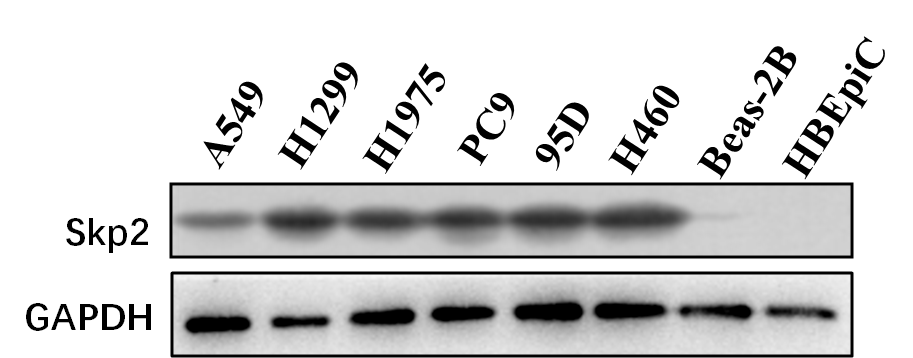 A549
H1299
H1975
PC9
95D
H460
Beas-2B
HBEpiC
Skp2
GAPDH